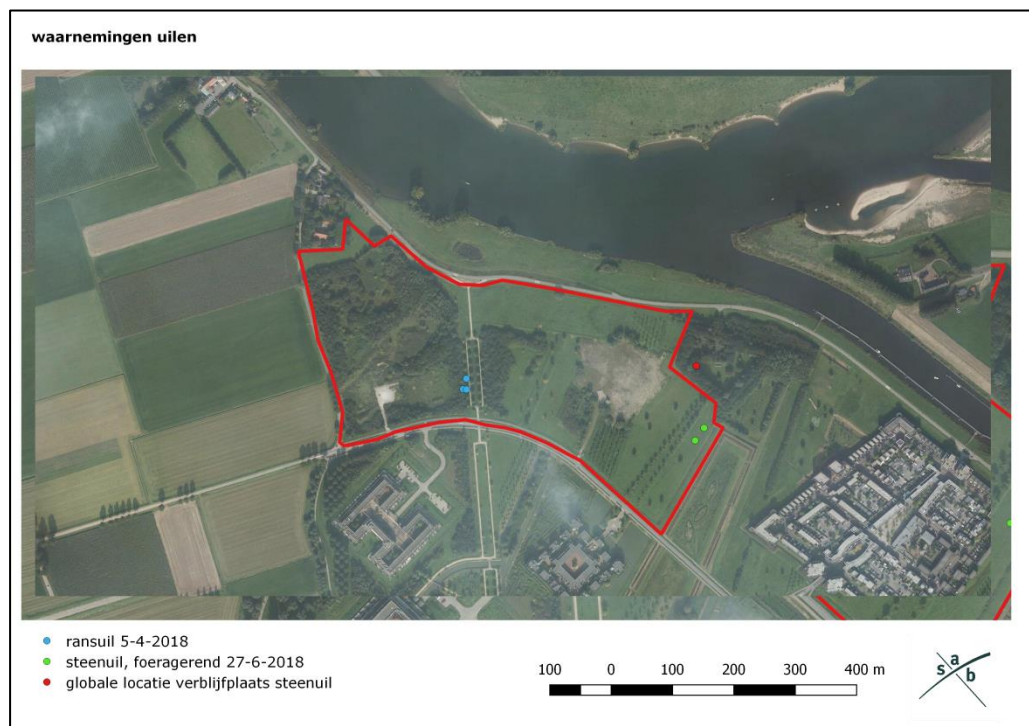 waarnemingen uilen
ransuil 5-4-2018
steenuil, foeragerend 27-6-2018
globale locatie verblijfplaats steenuil
100 0 100 200 300 400 m
s a b